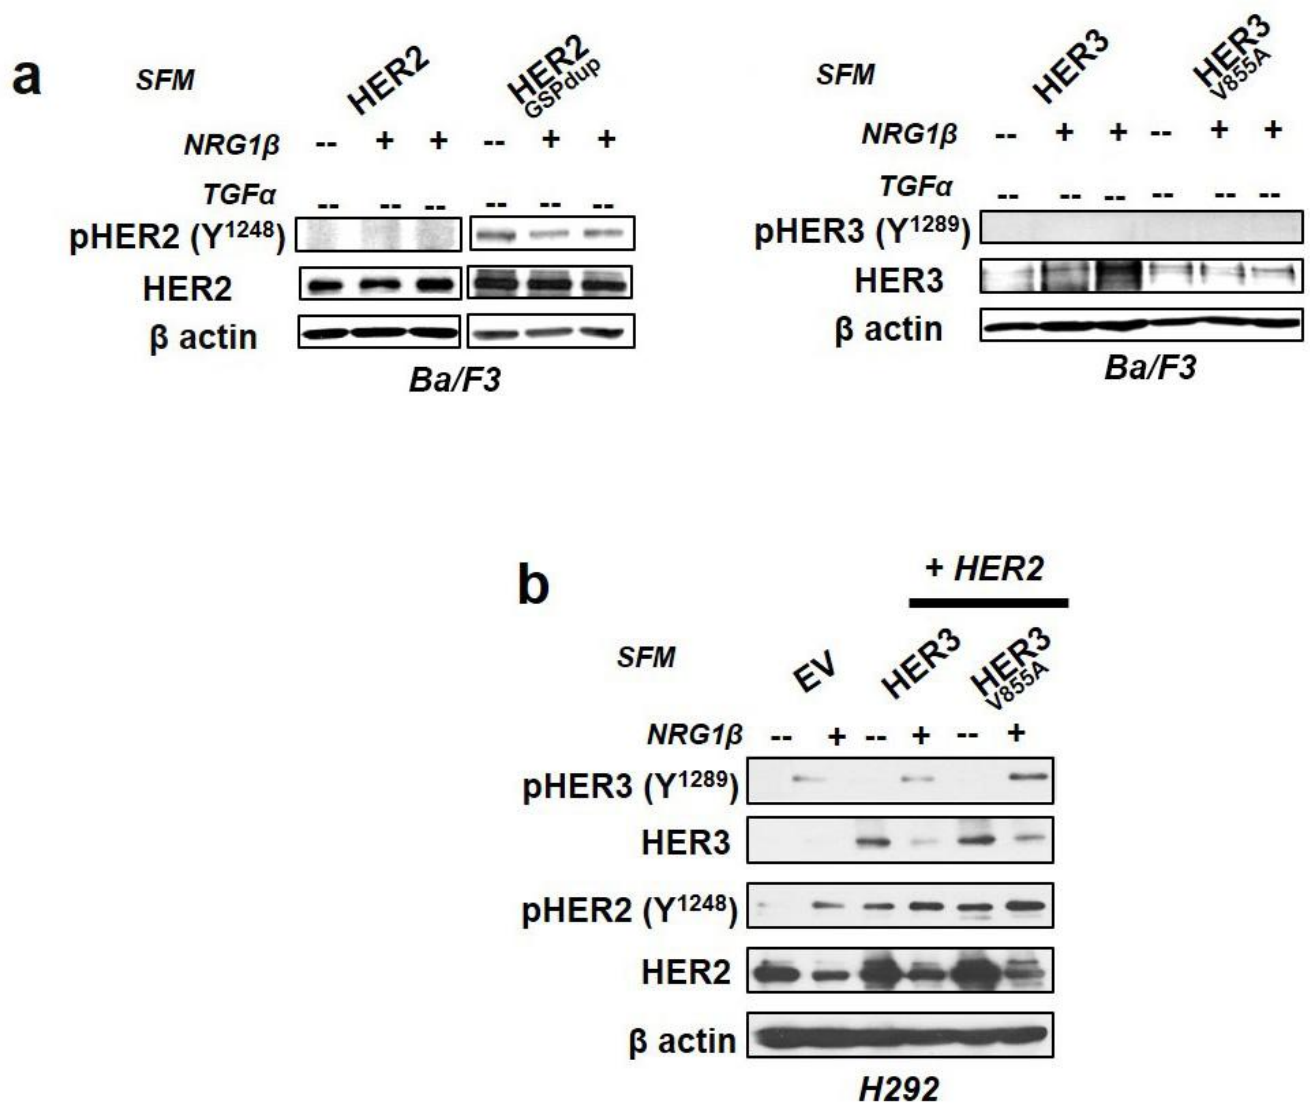 a
SFM
HER2
HER2
GSPdup
NRG1β -- + + -- + +
TGFα -- -- -- -- -- --
pHER2 (Y1248)
HER2
β actin
Ba/F3
SFM
HER3
HER3
V855A
NRG1β -- + + -- + +
TGFα -- -- -- -- -- --
pHER3 (Y1289)
HER3
β actin
Ba/F3
b
+ HER2
SFM
EV
HER3
HER3
V855A
NRG1β -- + -- + -- +
pHER3 (Y1289)
HER3
pHER2 (Y1248)
HER2
β actin
H292